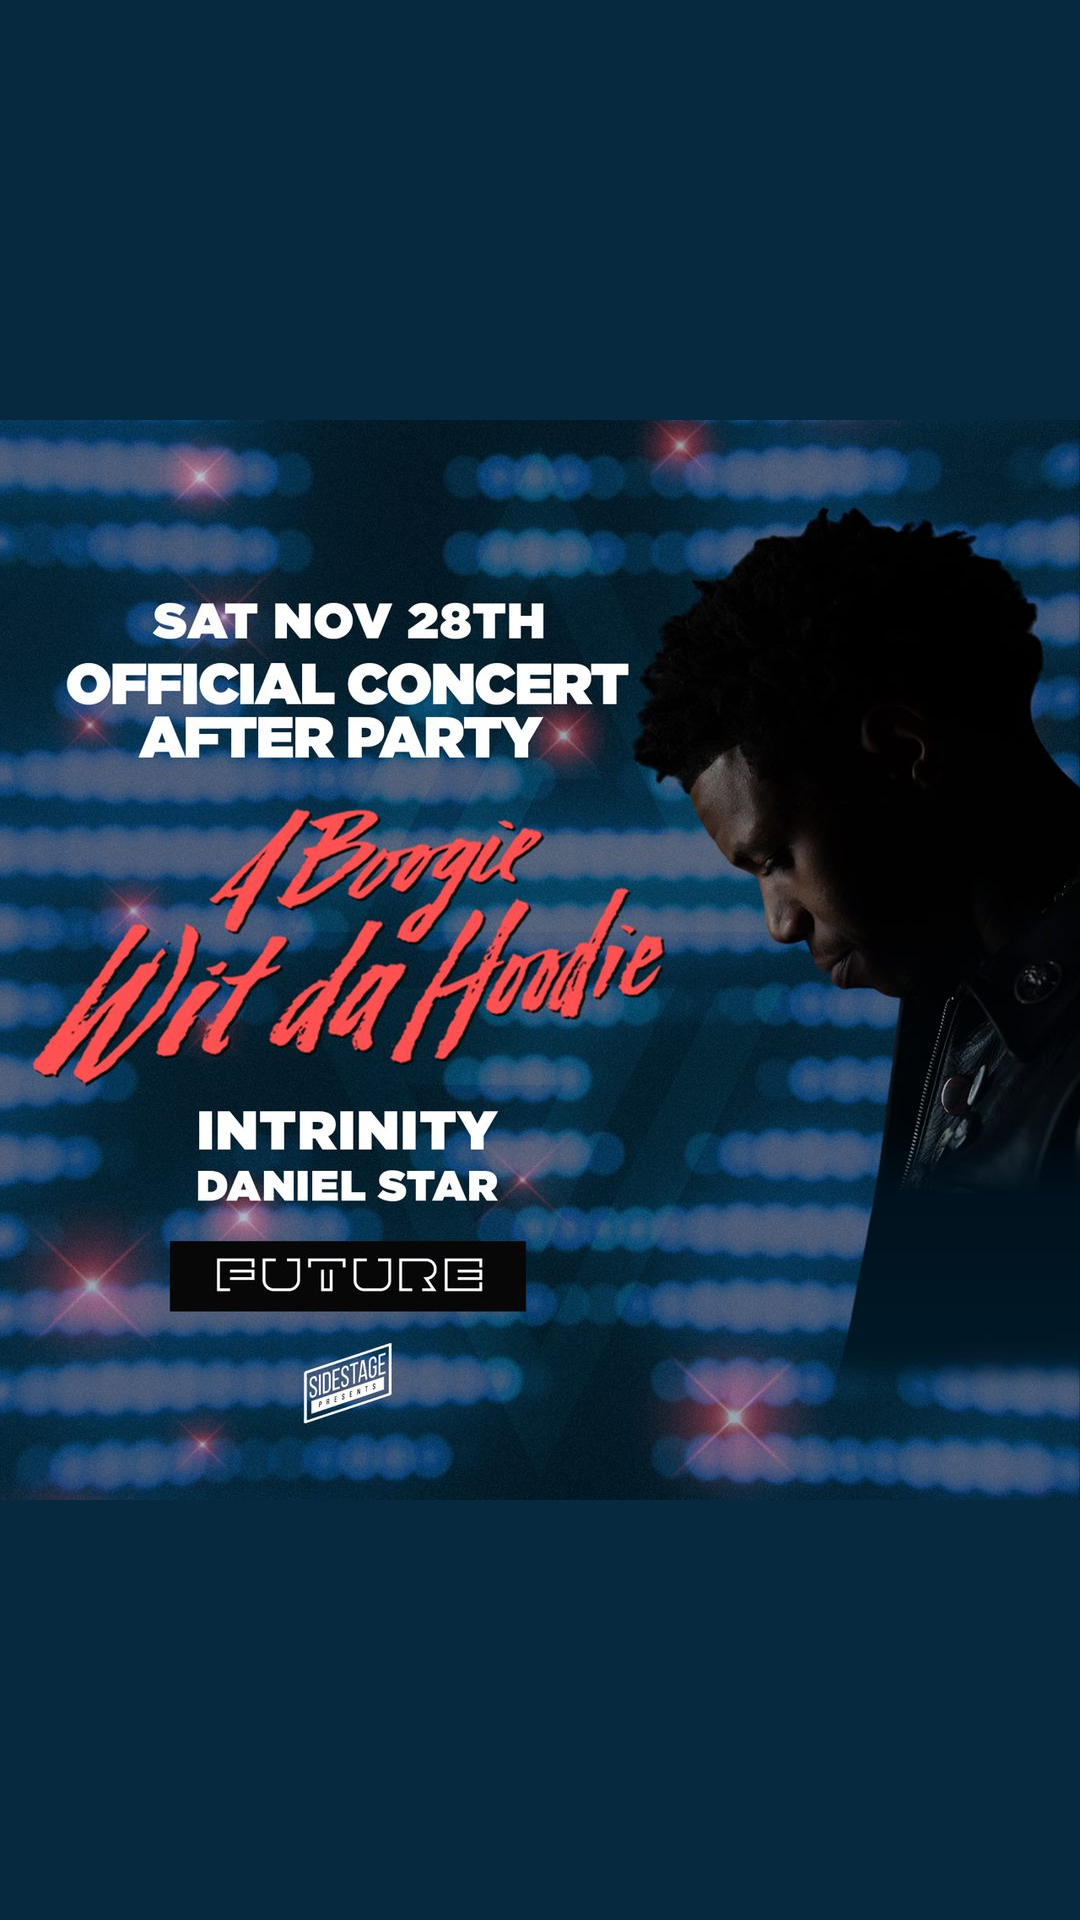 SAT NOV 28TH
OFFICIAL CONCERT
AFTER PARTY
A Boogie
Wit da Hoodie
INTRINITY
DANIEL STAR
FUTURE
SIDESTAGE
PRESENTS